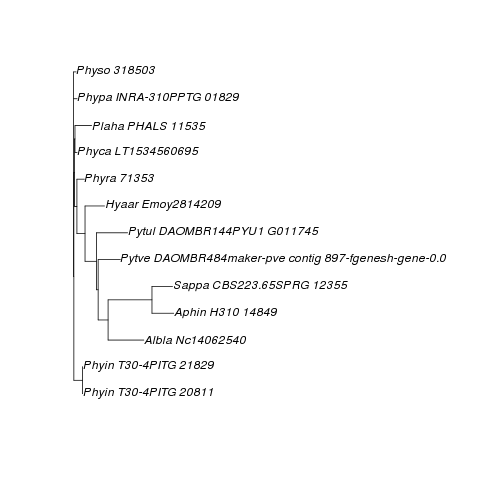 Physo 318503
Phypa INRA-310PPTG 01829
Plaha PHALS 11535
Phyca LT1534560695
Phyra 71353
Hyaar Emoy2814209
Pytul DAOMBR144PYU1 G011745
Pytve DAOMBR484maker-pve contig 897-fgenesh-gene-0.0
Sappa CBS223.65SPRG 12355
Aphin H310 14849
Albla Nc14062540
Phyin T30-4PITG 21829
Phyin T30-4PITG 20811